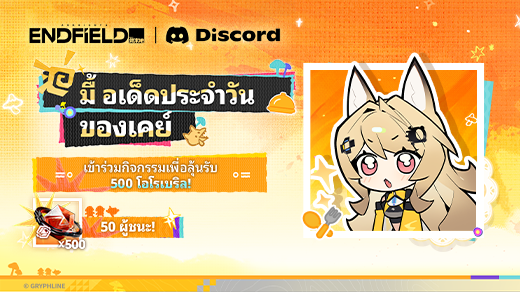 ARKNIGHTS
ENDFIELD
Discord
มื้ อเด็ดประจำวัน
ของเคย์
เข้าร่วมกิจกรรมเพื่อลุ้นรับ
500 โอโรเบริล!
×500
50 ผู้ชนะ!
© GRYPHLINE